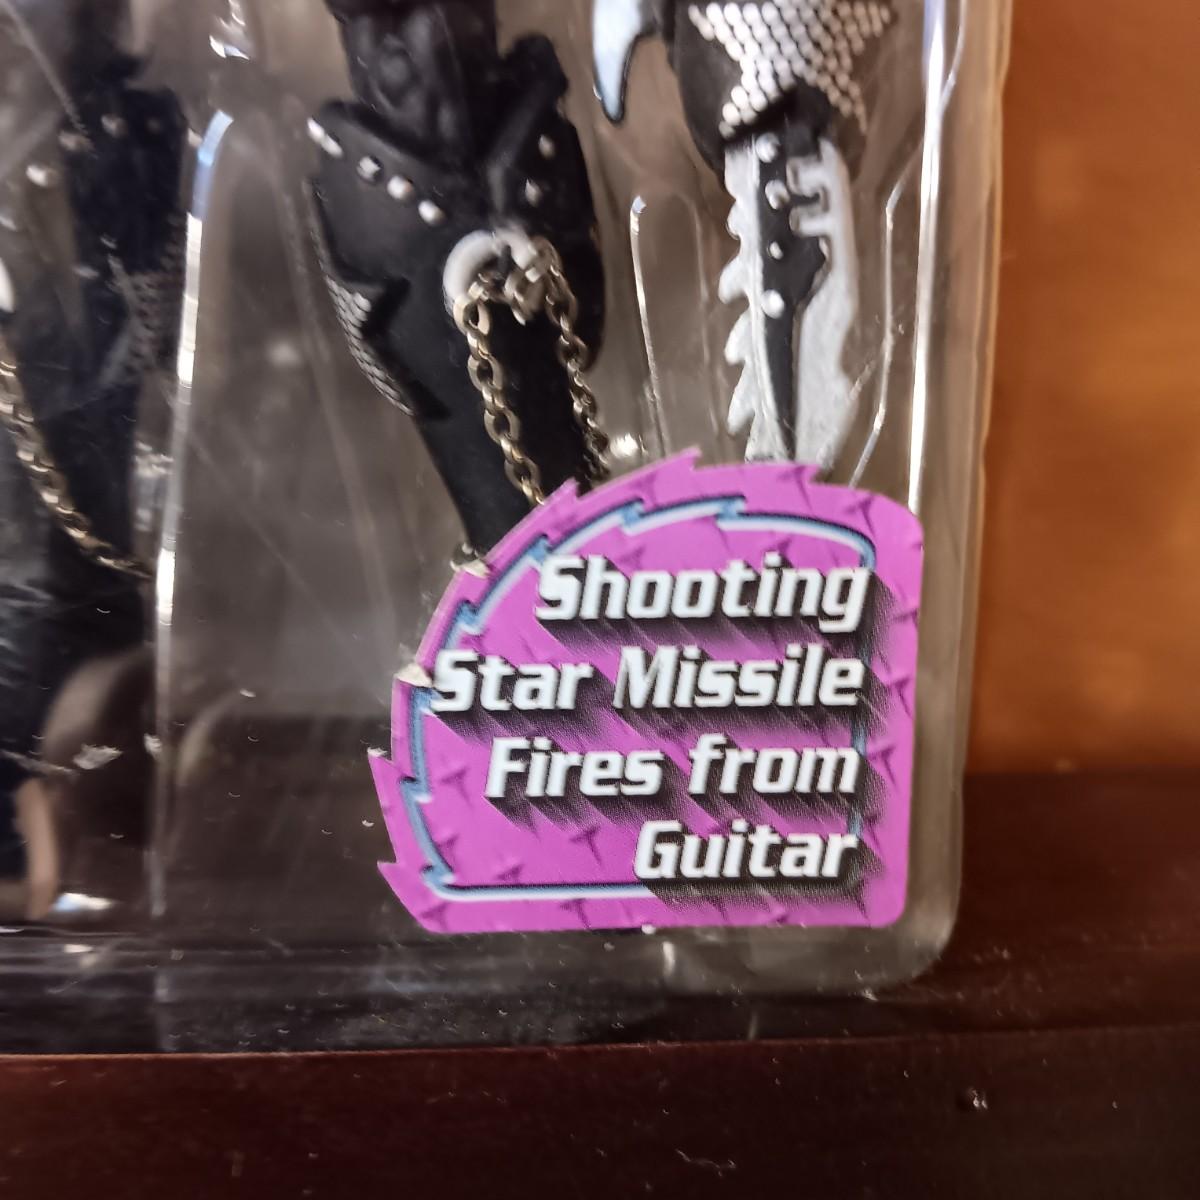 Shooting
Star Missile
Fires from
Guitar